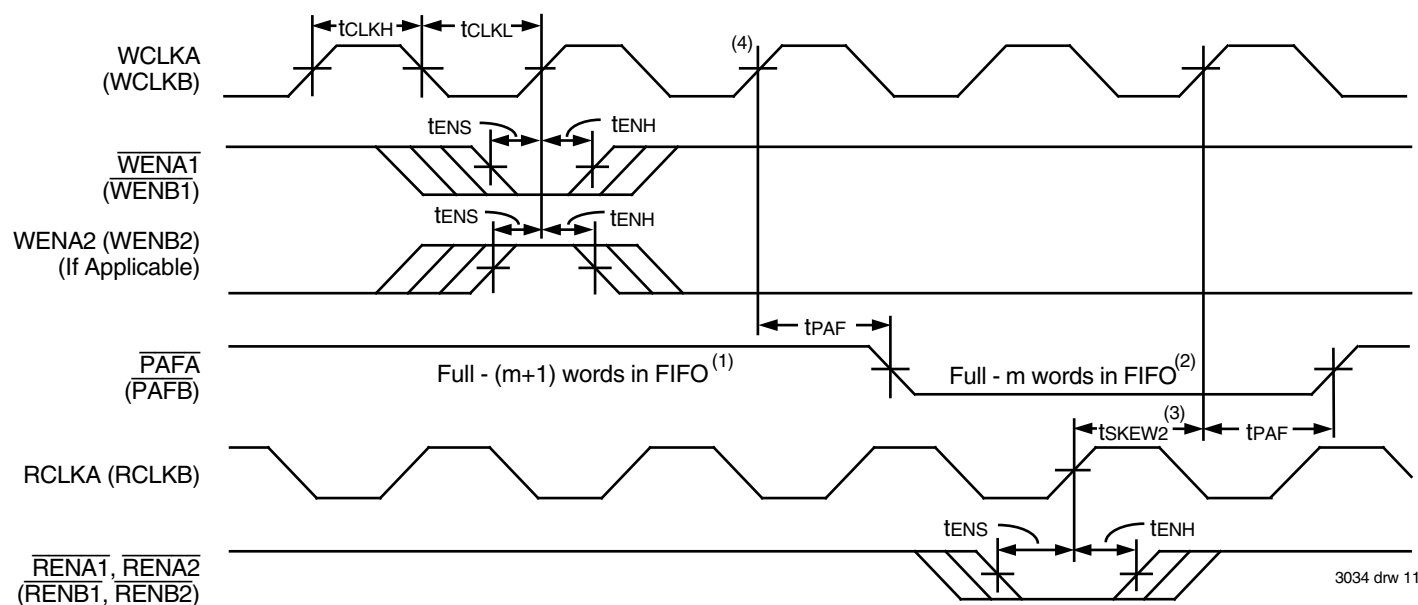 tCLKH tCLKL
WCLKA
(WCLKB)
(4)
tENS tENH
WENA1
(WENB1)
tENS tENH
WENA2 (WENB2)
(If Applicable)
tPAF
PAFA
(PAFB)
Full - (m+1) words in FIFO(1)
Full - m words in FIFO(2)
tSKEW2(3)
tPAF
RCLKA (RCLKB)
tENS tENH
RENA1, RENA2
(RENB1, RENB2)
3034 drw 11